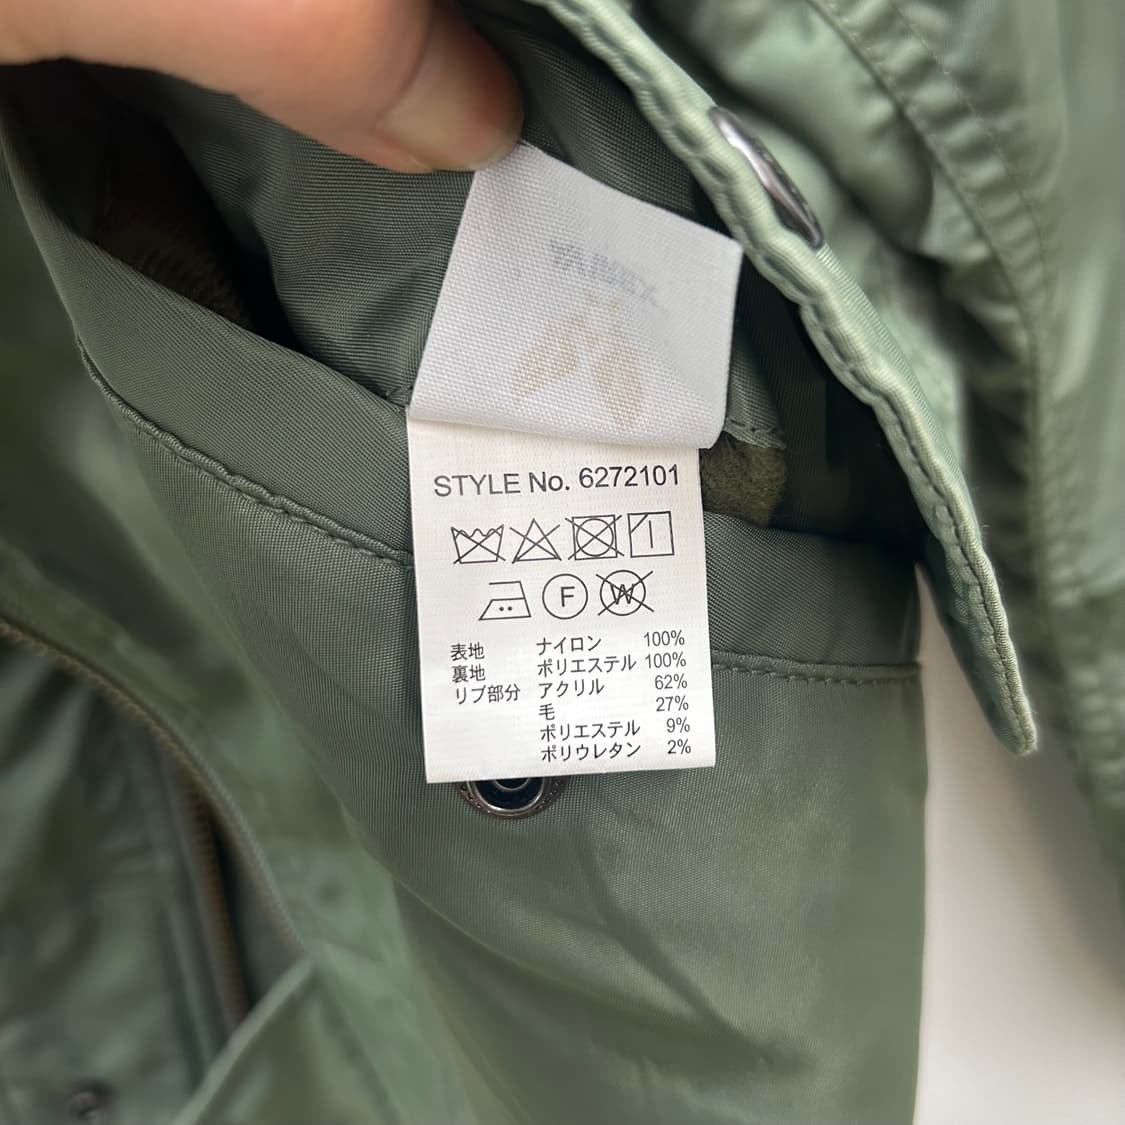 STYLE No. 6272101
F
W
表地 ナイロン 100%
裏地 ポリエステル 100%
リブ部分 アクリル 62%
毛 27%
ポリエステル 9%
ポリウレタン 2%